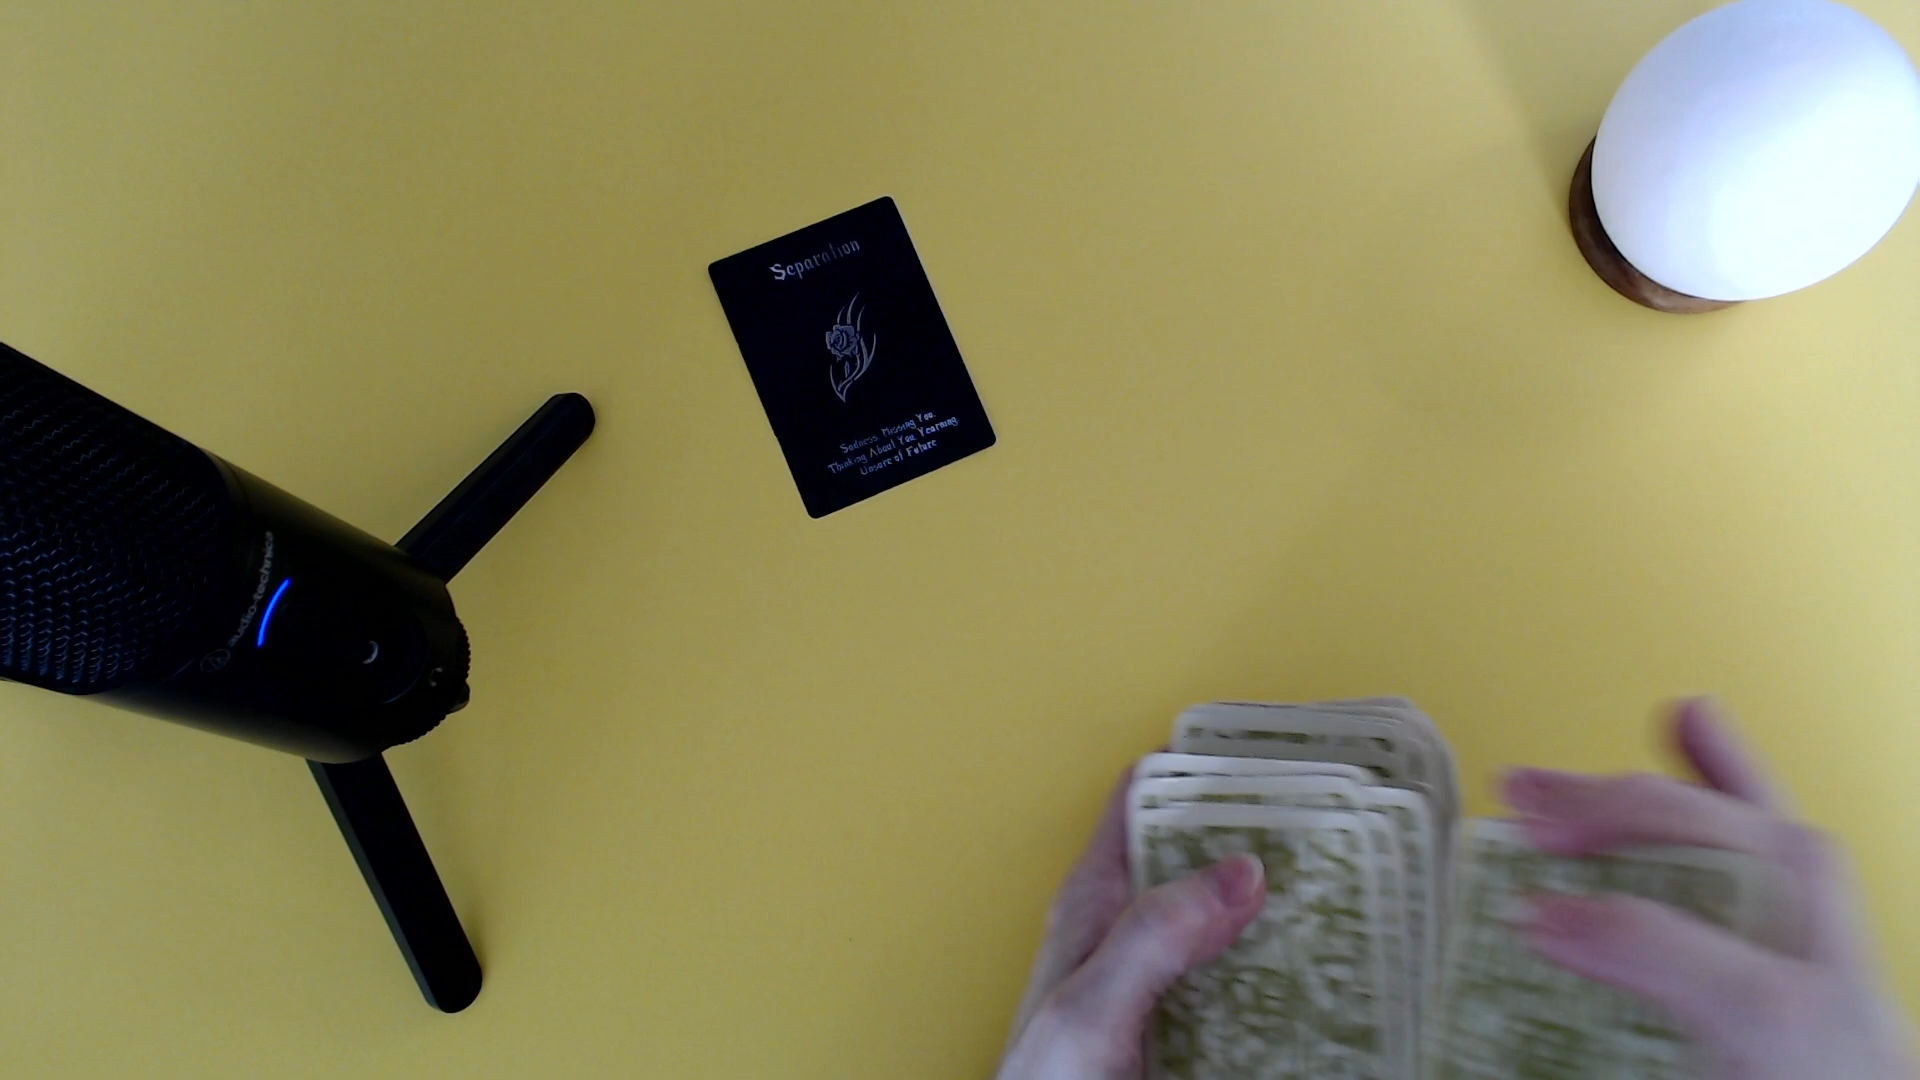 Separation
Sadness. Missing You.
Thinking About You. Yearning.
Unsure of Future
audio-technica